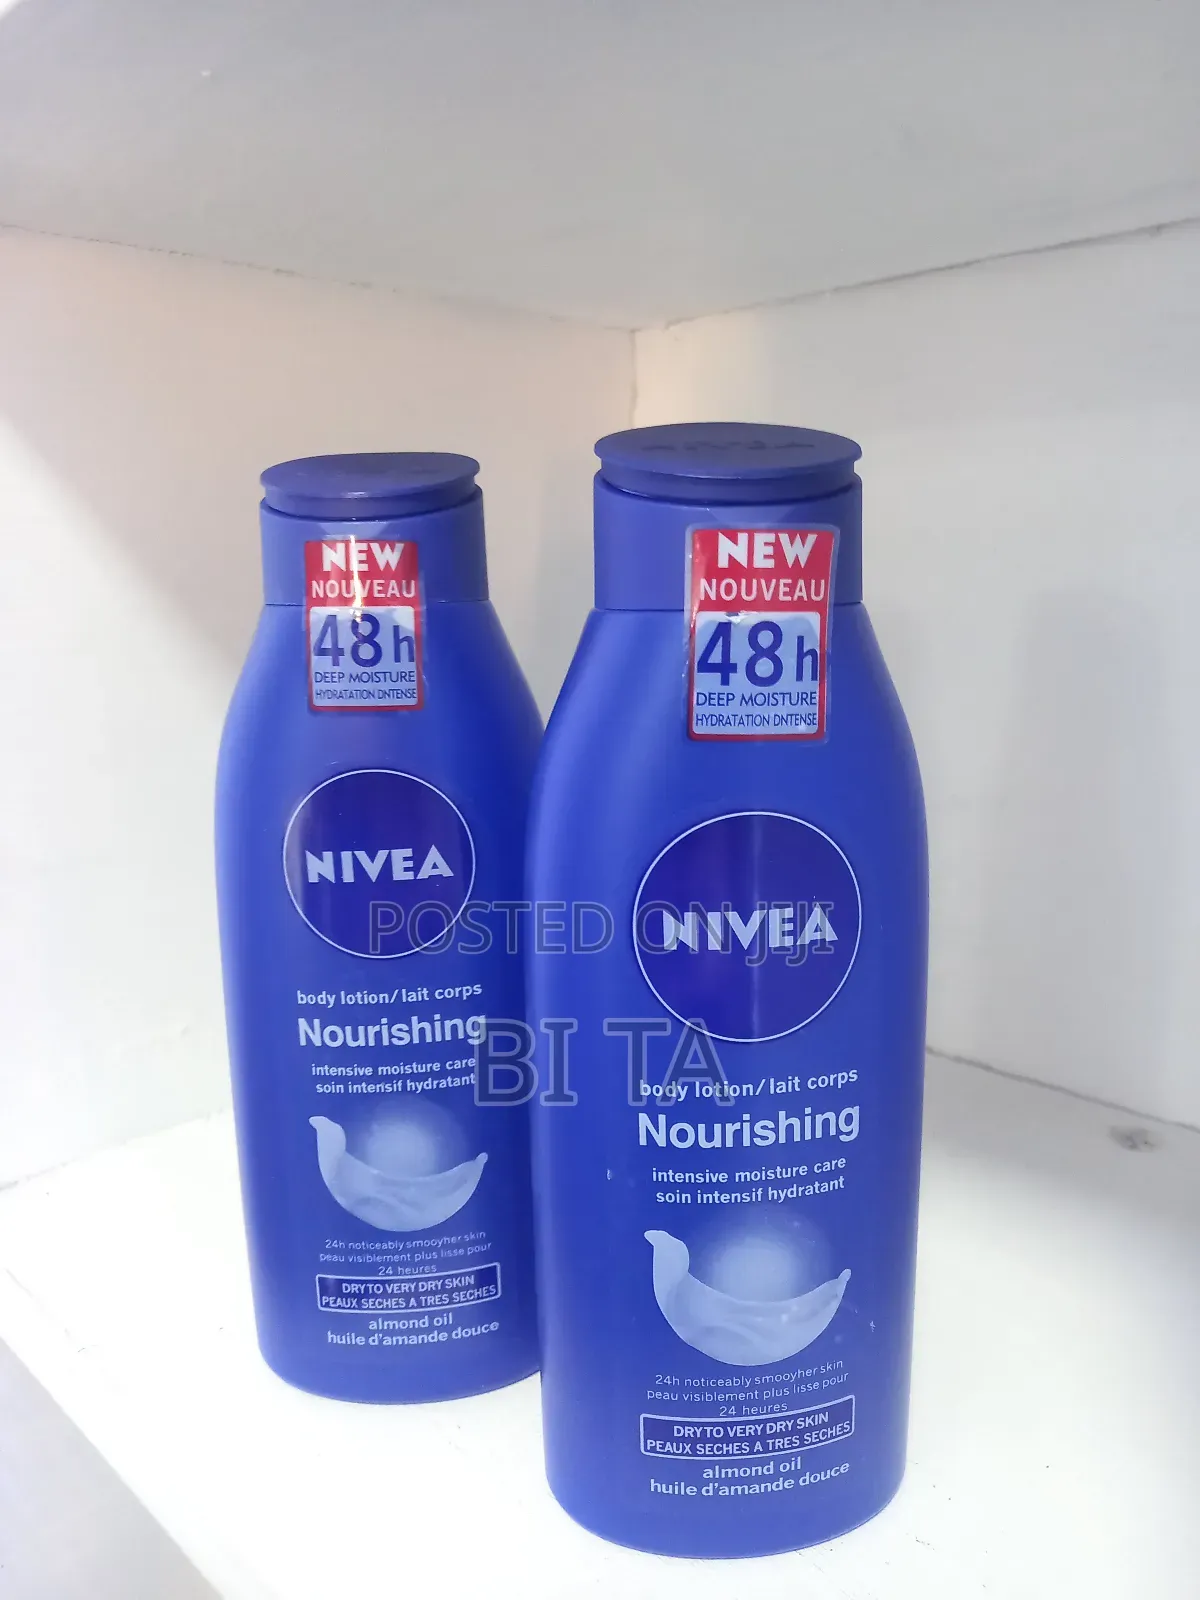 NEW
NOUVEAU
48h
DEEP MOISTURE
HYDRATATION DNTENSE
NIVEA
body lotion/lait corps
Nourishing
intensive moisture care
soin intensif hydratant
24h noticeably smooyher skin
peau visiblement plus lisse pour
24 heures
DRY TO VERY DRY SKIN
PEAUX SECHES A TRES SECHES
almond oil
huile d'amande douce
NEW
NOUVEAU
48h
DEEP MOISTURE
HYDRATATION DNTENSE
NIVEA
body lotion/lait corps
Nourishing
intensive moisture care
soin intensif hydratant
24h noticeably smooyher skin
peau visiblement plus lisse pour
24 heures
DRY TO VERY DRY SKIN
PEAUX SECHES A TRES SECHES
almond oil
huile d'amande douce
POSTED ON JIJI
BI TA